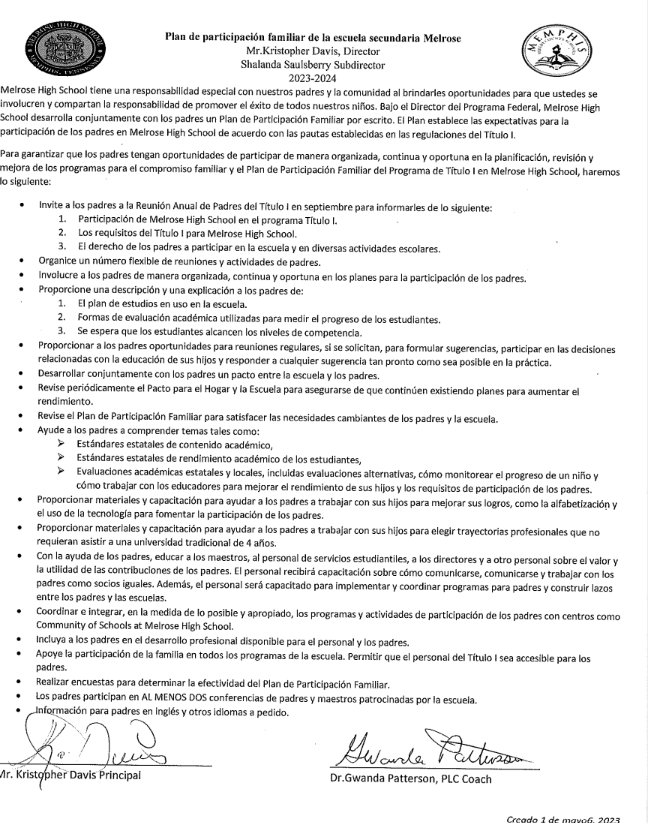 MELROSE HIGH SCHOOL
MEMPHIS, TENNESSEE
MEMPHIS
Plan de participación familiar de la escuela secundaria Melrose
Mr.Kristopher Davis, Director
Shalanda Saulsberry Subdirector
2023-2024
Melrose High School tiene una responsabilidad especial con nuestros padres y la comunidad al brindarles oportunidades para que ustedes se
involucren y compartan la responsabilidad de promover el éxito de todos nuestros niños. Bajo el Director del Programa Federal, Melrose High
School desarrolla conjuntamente con los padres un Plan de Participación Familiar por escrito. El Plan establece las expectativas para la
participación de los padres en Melrose High School de acuerdo con las pautas establecidas en las regulaciones del Título I.
Para garantizar que los padres tengan oportunidades de participar de manera organizada, continua y oportuna en la planificación, revisión y
mejora de los programas para el compromiso familiar y el Plan de Participación Familiar del Programa de Título I en Melrose High School, haremos
lo siguiente:
• Invite a los padres a la Reunión Anual de Padres del Título I en septiembre para informarles de lo siguiente:
1. Participación de Melrose High School en el programa Título I.
2. Los requisitos del Título I para Melrose High School.
3. El derecho de los padres a participar en la escuela y en diversas actividades escolares.
• Organice un número flexible de reuniones y actividades de padres.
• Involucre a los padres de manera organizada, continua y oportuna en los planes para la participación de los padres.
• Proporcione una descripción y una explicación a los padres de:
1. El plan de estudios en uso en la escuela.
2. Formas de evaluación académica utilizadas para medir el progreso de los estudiantes.
3. Se espera que los estudiantes alcancen los niveles de competencia.
• Proporcionar a los padres oportunidades para reuniones regulares, si se solicitan, para formular sugerencias, participar en las decisiones
relacionadas con la educación de sus hijos y responder a cualquier sugerencia tan pronto como sea posible en la práctica.
• Desarrollar conjuntamente con los padres un pacto entre la escuela y los padres.
• Revise periódicamente el Pacto para el Hogar y la Escuela para asegurarse de que continúen existiendo planes para aumentar el
rendimiento.
• Revise el Plan de Participación Familiar para satisfacer las necesidades cambiantes de los padres y la escuela.
• Ayude a los padres a comprender temas tales como:
➢ Estándares estatales de contenido académico,
➢ Estándares estatales de rendimiento académico de los estudiantes,
➢ Evaluaciones académicas estatales y locales, incluidas evaluaciones alternativas, cómo monitorear el progreso de un niño y
cómo trabajar con los educadores para mejorar el rendimiento de sus hijos y los requisitos de participación de los padres.
• Proporcionar materiales y capacitación para ayudar a los padres a trabajar con sus hijos para mejorar sus logros, como la alfabetización y
el uso de la tecnología para fomentar la participación de los padres.
• Proporcionar materiales y capacitación para ayudar a los padres a trabajar con sus hijos para elegir trayectorias profesionales que no
requieran asistir a una universidad tradicional de 4 años.
• Con la ayuda de los padres, educar a los maestros, al personal de servicios estudiantiles, a los directores y a otro personal sobre el valor y
la utilidad de las contribuciones de los padres. El personal recibirá capacitación sobre cómo comunicarse, comunicarse y trabajar con los
padres como socios iguales. Además, el personal será capacitado para implementar y coordinar programas para padres y construir lazos
entre los padres y las escuelas.
• Coordinar e integrar, en la medida de lo posible y apropiado, los programas y actividades de participación de los padres con centros como
Community of Schools at Melrose High School.
• Incluya a los padres en el desarrollo profesional disponible para el personal y los padres.
• Apoye la participación de la familia en todos los programas de la escuela. Permitir que el personal del Título I sea accesible para los
padres.
• Realizar encuestas para determinar la efectividad del Plan de Participación Familiar.
• Los padres participan en AL MENOS DOS conferencias de padres y maestros patrocinadas por la escuela.
• Información para padres en inglés y otros idiomas a pedido.
Gwanda Patterson
Mr. Kristopher Davis Principal
Dr.Gwanda Patterson, PLC Coach
Creado 1 de mayo6, 2023